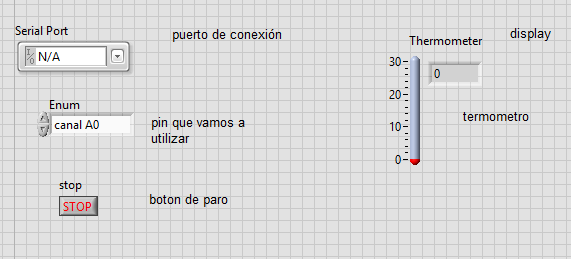 Serial Port
puerto de conexión
Thermometer
display
I/O N/A
30
0
Enum
20
canal A0
pin que vamos a
utilizar
termometro
10
0
stop
STOP
boton de paro